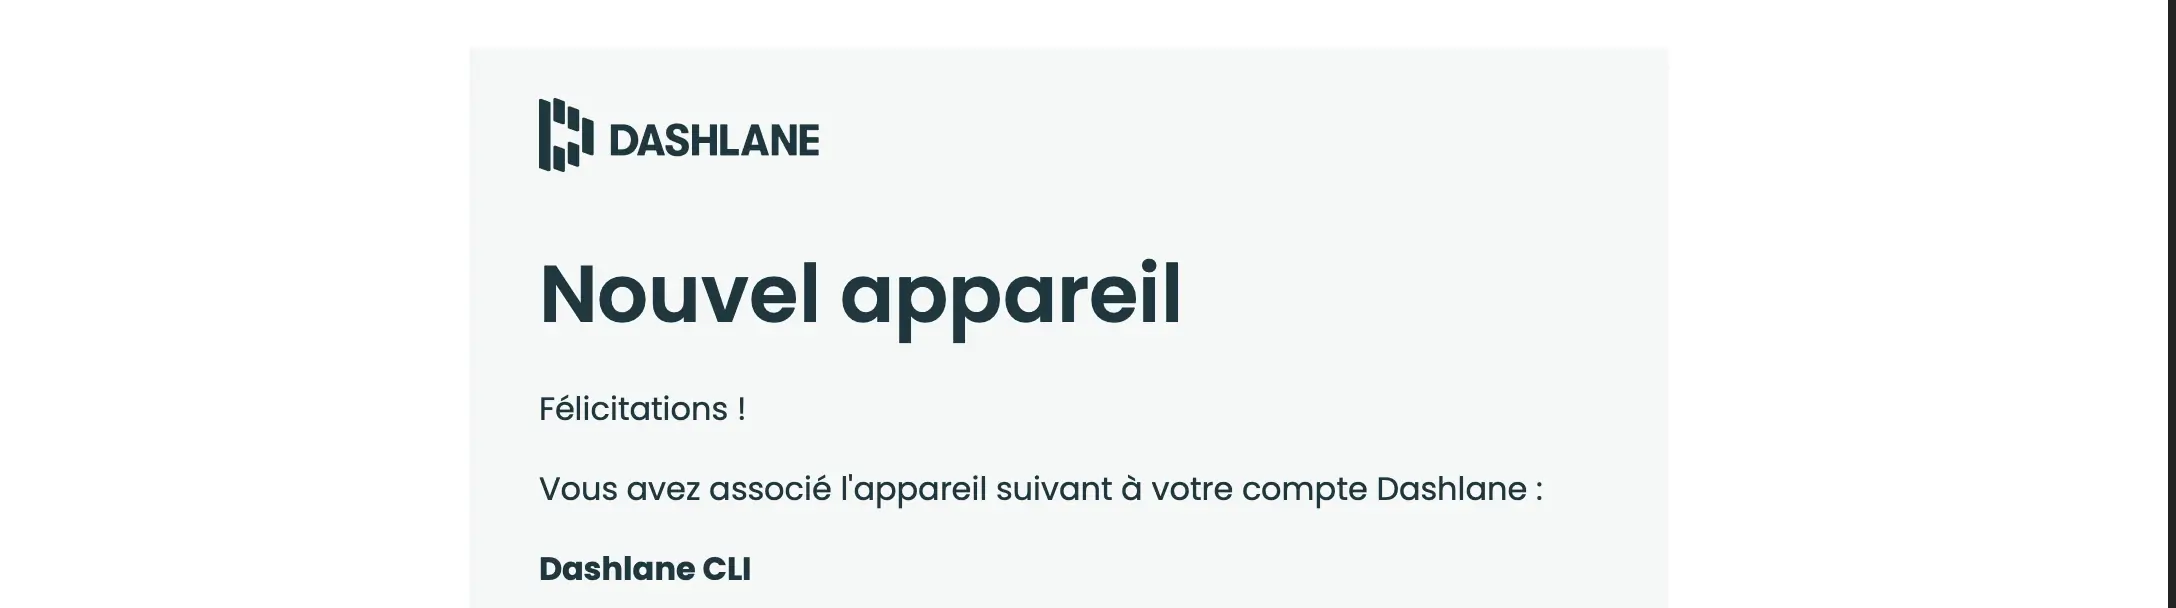 DASHLANE
Nouvel appareil
Félicitations !
Vous avez associé l'appareil suivant à votre compte Dashlane :
Dashlane CLI